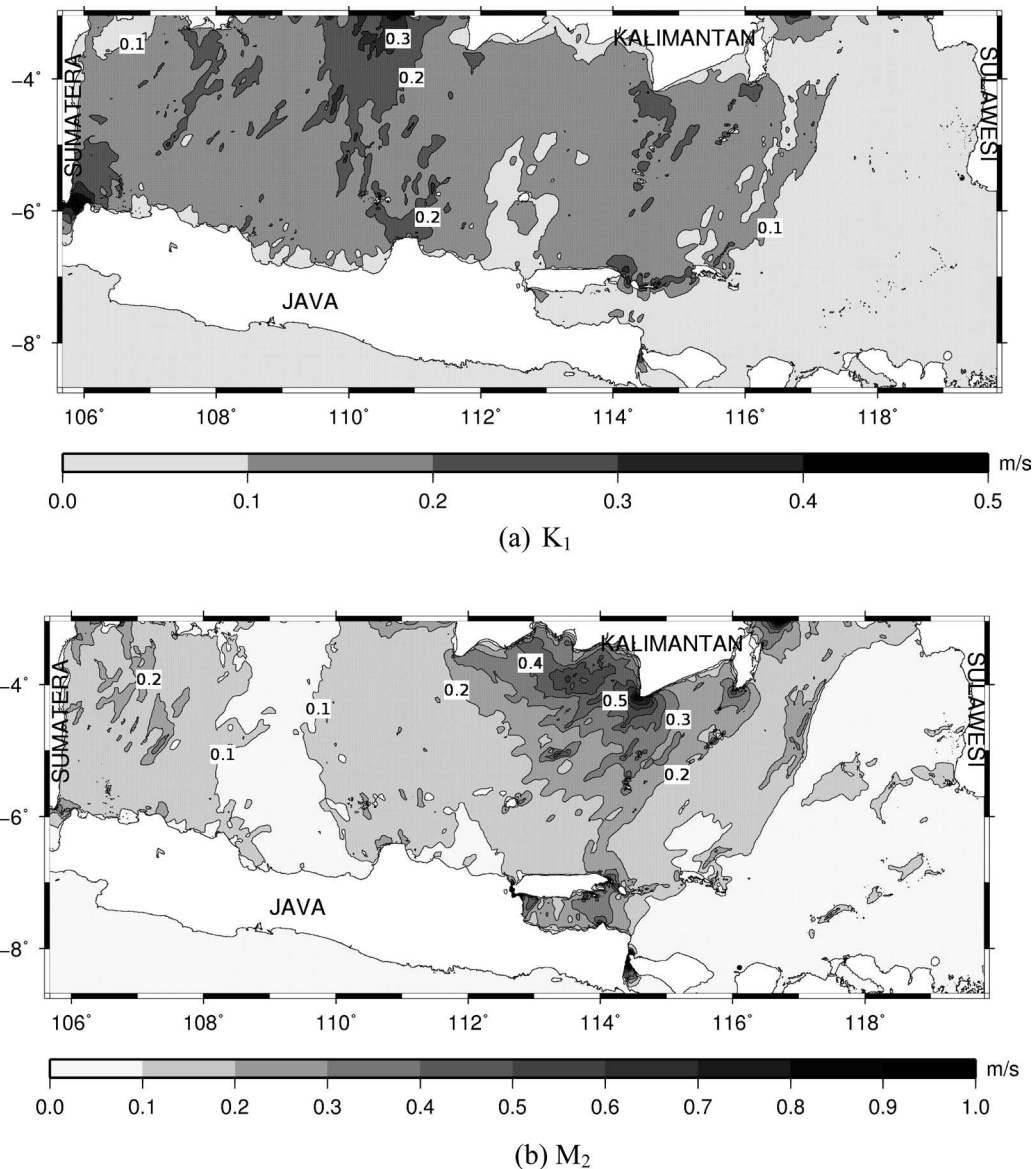 106° 108° 110° 112° 114° 116° 118°
−4°
−6°
−8°
SUMATERA
KALIMANTAN
SULAWESI
JAVA
0.1
0.3
0.2
0.2
0.1
0.0 0.1 0.2 0.3 0.4 0.5
m/s
(a) K₁
−4°
−6°
−8°
SUMATERA
KALIMANTAN
SULAWESI
JAVA
0.2
0.4
0.2
0.5
0.1
0.3
0.1
0.2
106° 108° 110° 112° 114° 116° 118°
0.0 0.1 0.2 0.3 0.4 0.5 0.6 0.7 0.8 0.9 1.0
m/s
(b) M₂